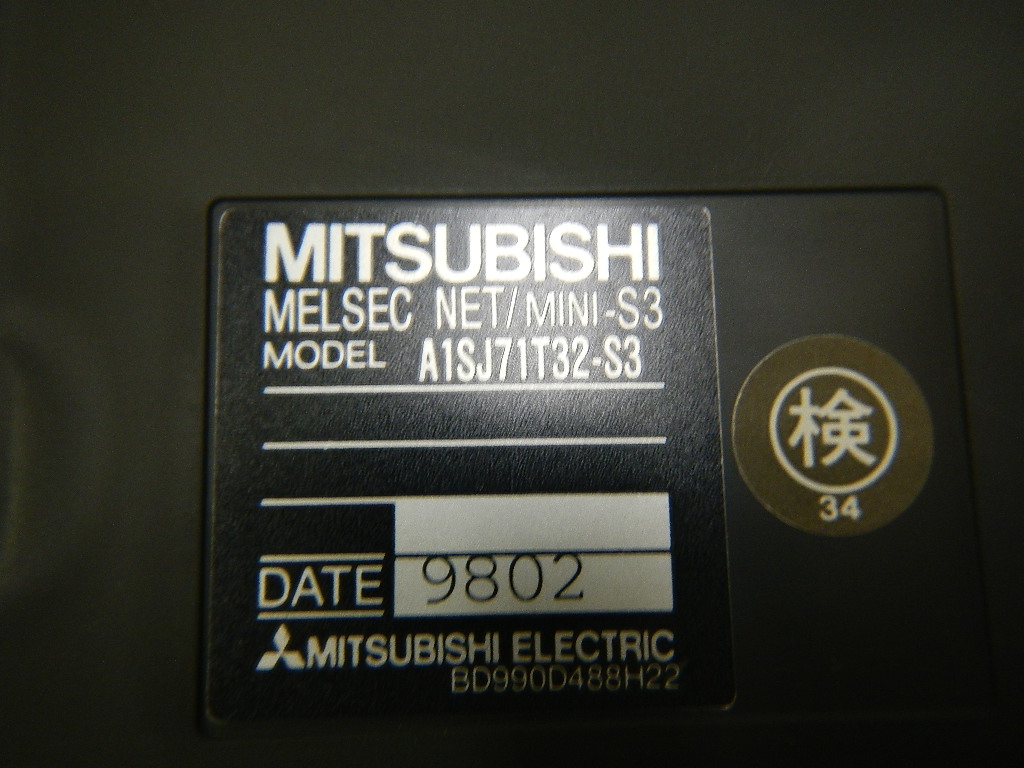 MITSUBISHI
MELSEC NET/MINI-S3
MODEL A1SJ71T32-S3
DATE 9802
MITSUBISHI ELECTRIC
BD990D488H22
検
34